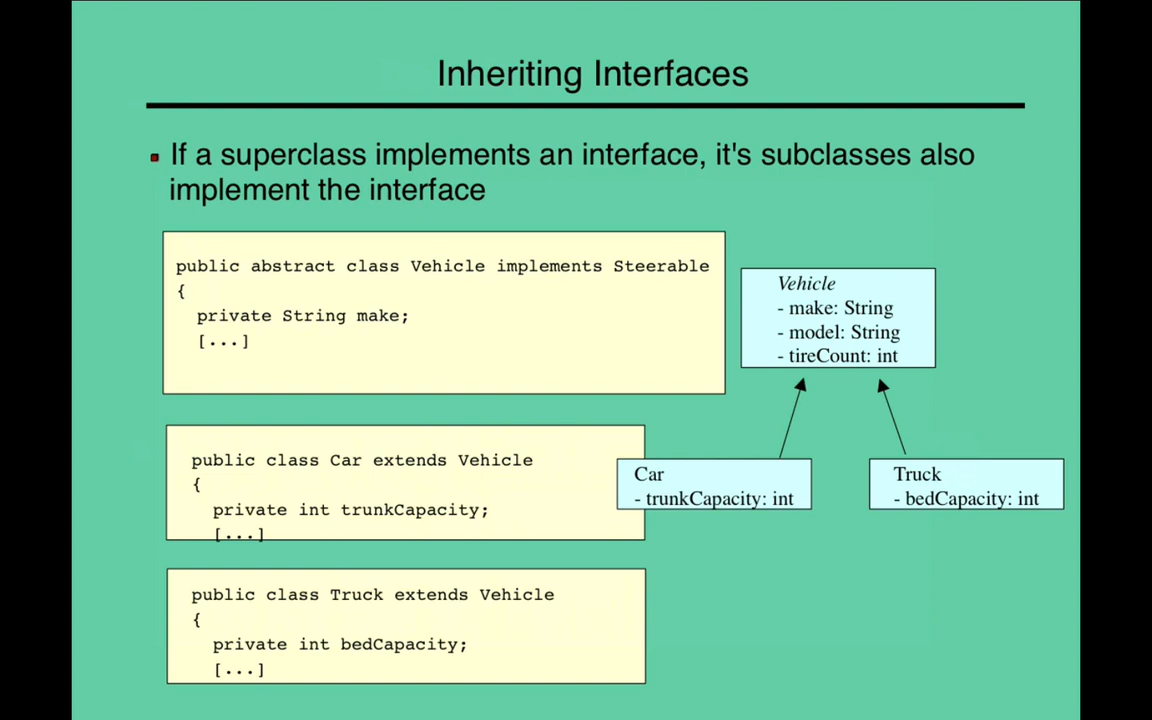 Inheriting Interfaces
If a superclass implements an interface, it's subclasses also
implement the interface
public abstract class Vehicle implements Steerable
{
private String make;
[...]
Vehicle
- make: String
- model: String
- tireCount: int
public class Car extends Vehicle
{
private int trunkCapacity;
[...]
Car
- trunkCapacity: int
Truck
- bedCapacity: int
public class Truck extends Vehicle
{
private int bedCapacity;
[...]